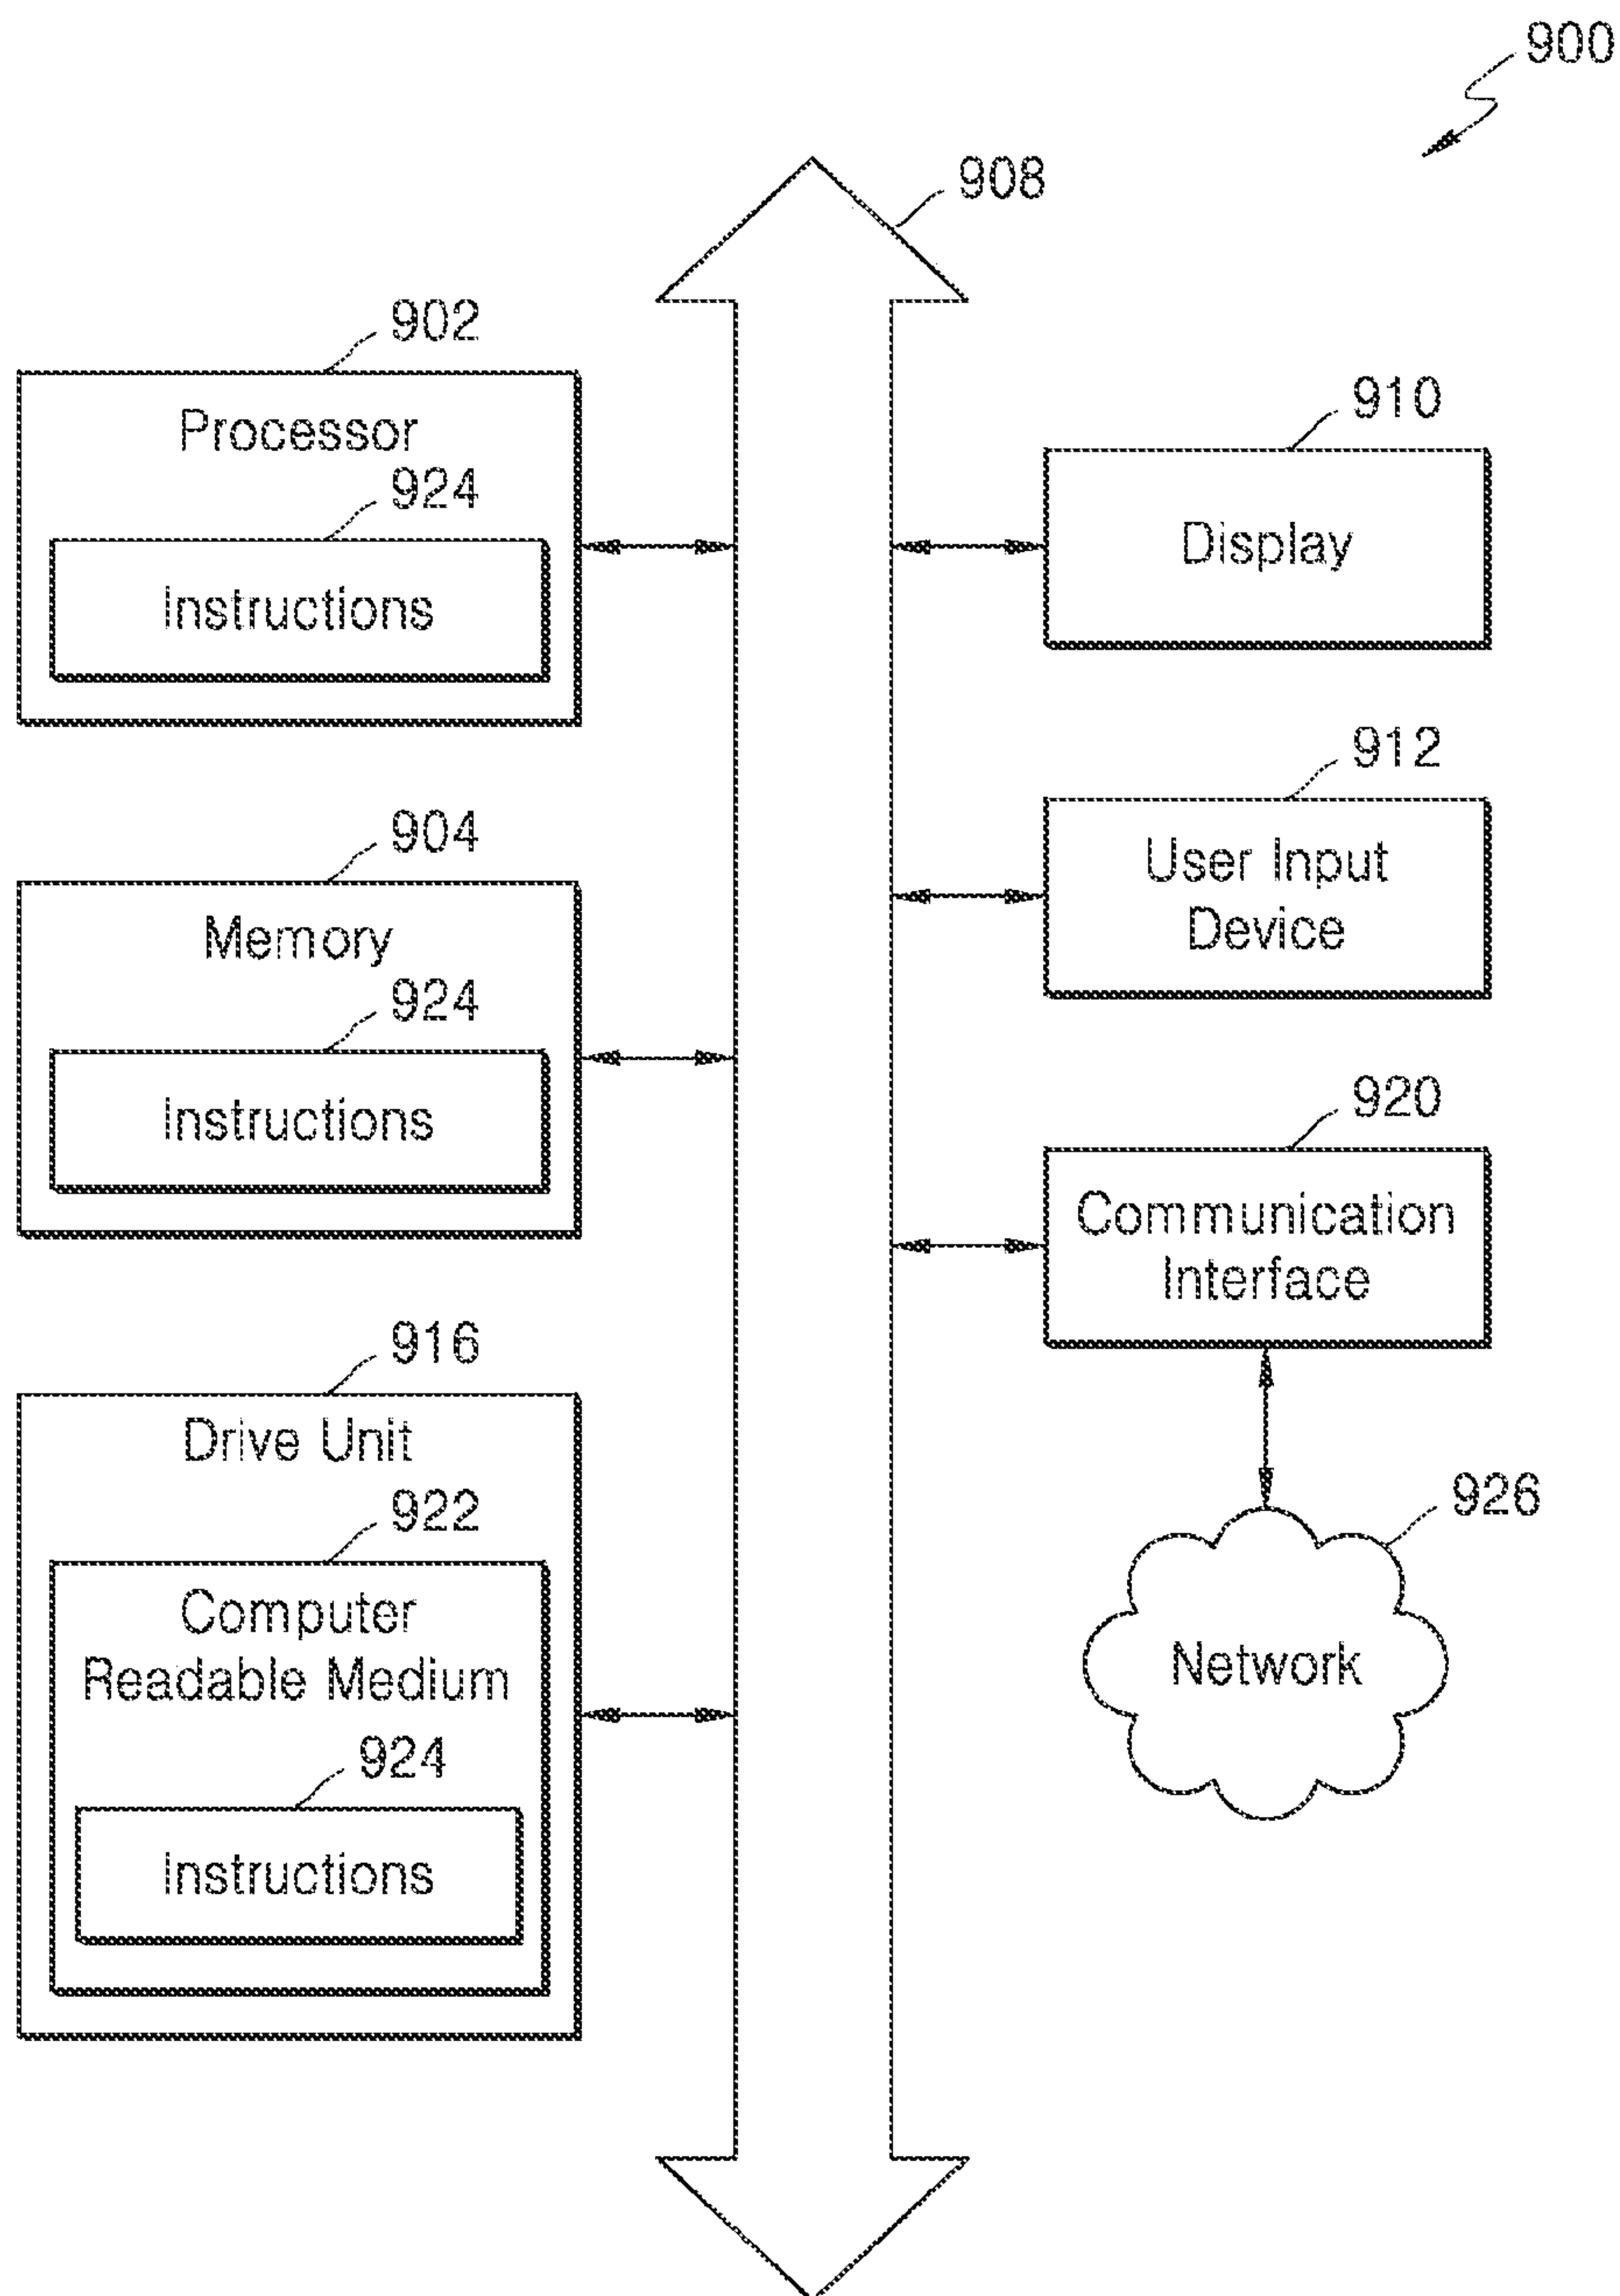 900
908
902
Processor
924
Instructions
904
Memory
924
Instructions
916
Drive Unit
922
Computer
Readable Medium
924
Instructions
910
Display
912
User Input
Device
920
Communication
Interface
926
Network